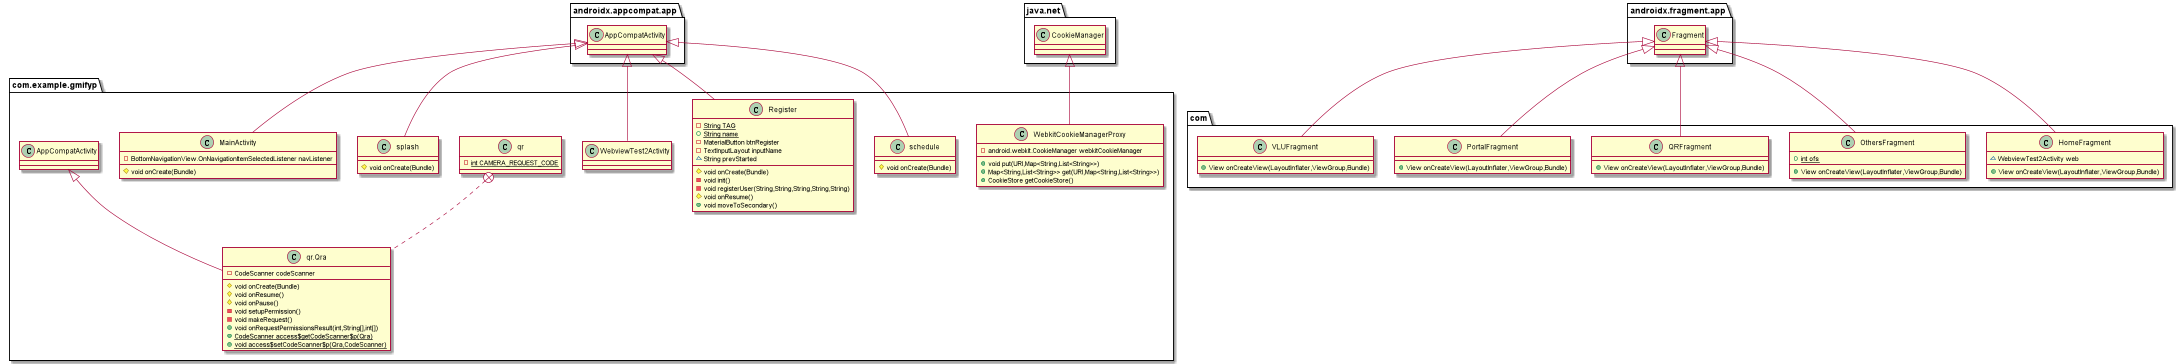 androidx.appcompat.app
C AppCompatActivity
java.net
C CookieManager
androidx.fragment.app
C Fragment
com.example.gmifyp
C AppCompatActivity
C MainActivity
BottomNavigationView.OnNavigationItemSelectedListener navListener
void onCreate(Bundle)
C splash
void onCreate(Bundle)
C qr
int CAMERA_REQUEST_CODE
C WebviewTest2Activity
C Register
String TAG
String name
MaterialButton btnRegister
TextInputLayout inputName
String prevStarted
void onCreate(Bundle)
void init()
void registerUser(String,String,String,String,String)
void onResume()
void moveToSecondary()
C schedule
void onCreate(Bundle)
C WebkitCookieManagerProxy
android.webkit.CookieManager webkitCookieManager
void put(URI,Map<String,List<String>>)
Map<String,List<String>> get(URI,Map<String,List<String>>)
CookieStore getCookieStore()
C qr.Qra
CodeScanner codeScanner
void onCreate(Bundle)
void onResume()
void onPause()
void setupPermission()
void makeRequest()
void onRequestPermissionsResult(int,String[],int[])
CodeScanner access$getCodeScanner$p(Qra)
void access$setCodeScanner$p(Qra,CodeScanner)
com
C VLUFragment
View onCreateView(LayoutInflater,ViewGroup,Bundle)
C PortalFragment
View onCreateView(LayoutInflater,ViewGroup,Bundle)
C QRFragment
View onCreateView(LayoutInflater,ViewGroup,Bundle)
C OthersFragment
int ofs
View onCreateView(LayoutInflater,ViewGroup,Bundle)
C HomeFragment
WebviewTest2Activity web
View onCreateView(LayoutInflater,ViewGroup,Bundle)